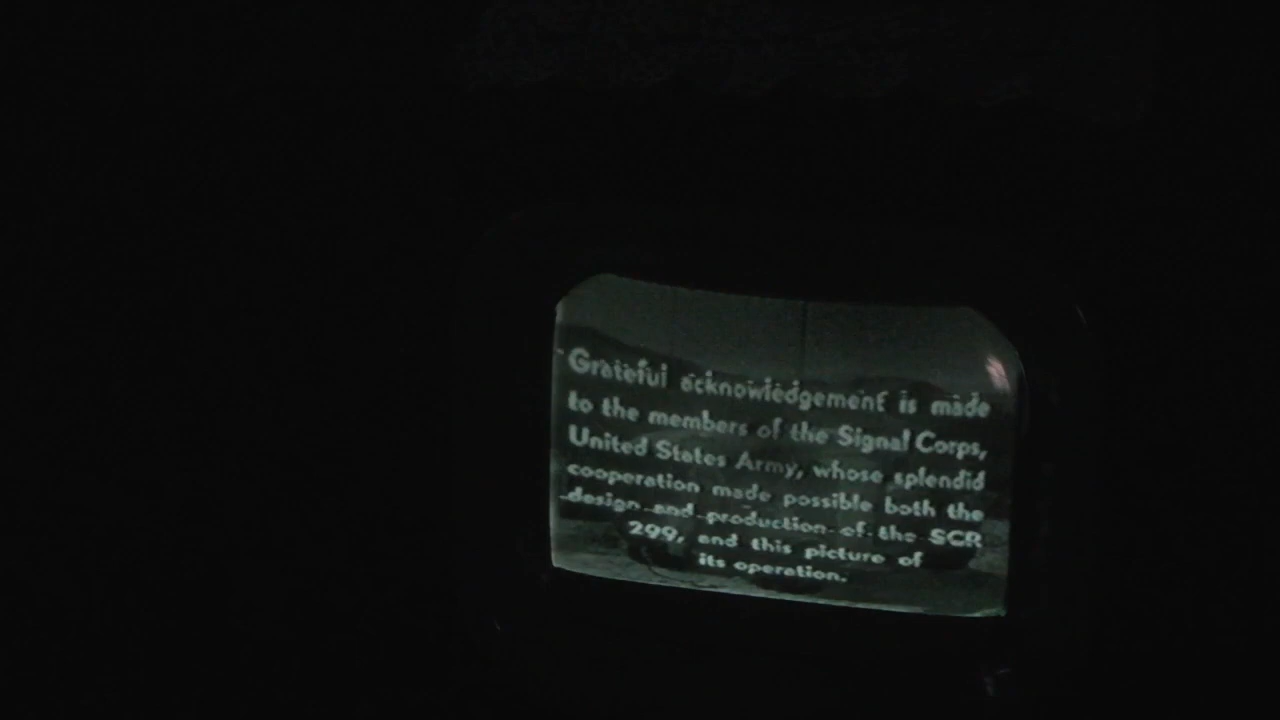 Grateful acknowledgement is made
to the members of the Signal Corps,
United States Army, whose splendid
cooperation made possible both the
design and production of the SCR
299, and this picture of
its operation.